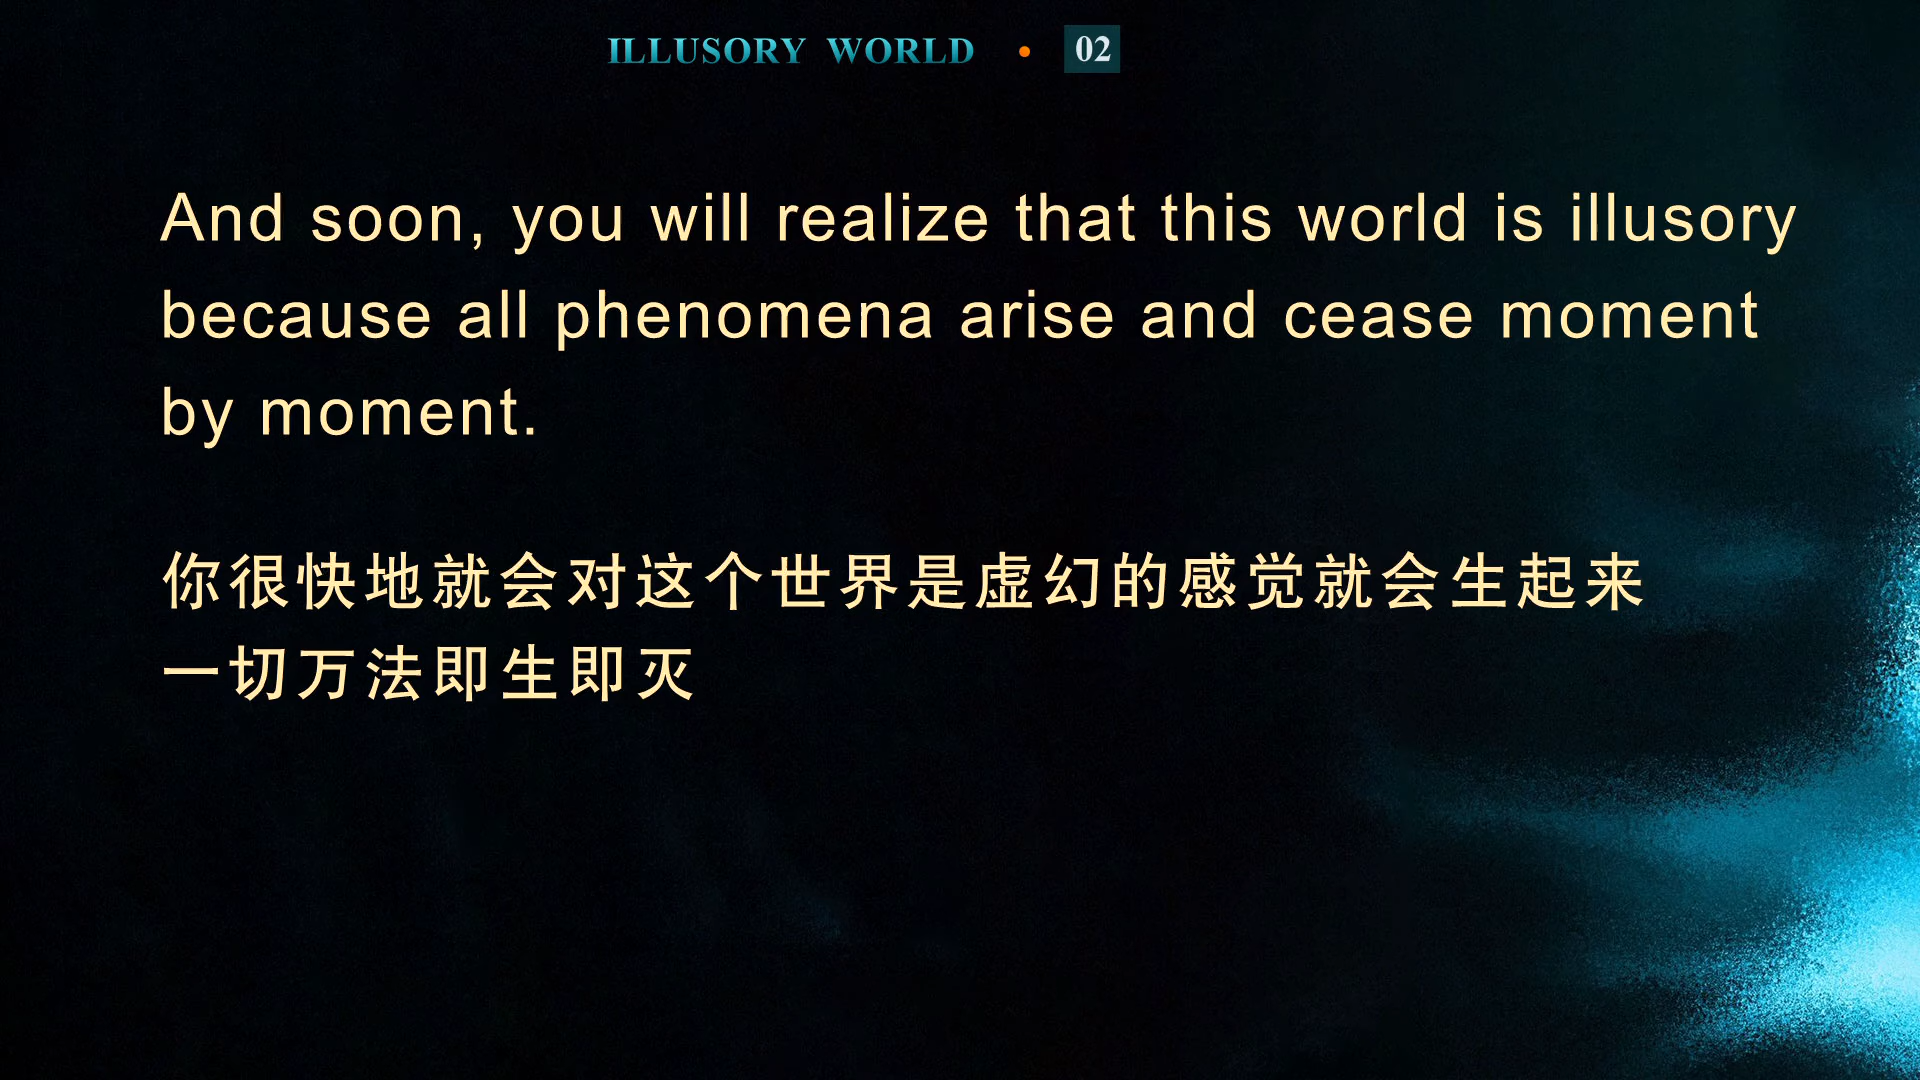 ILLUSORY WORLD • 02
And soon, you will realize that this world is illusory
because all phenomena arise and cease moment
by moment.
你很快地就会对这个世界是虚幻的感觉就会生起来
一切万法即生即灭